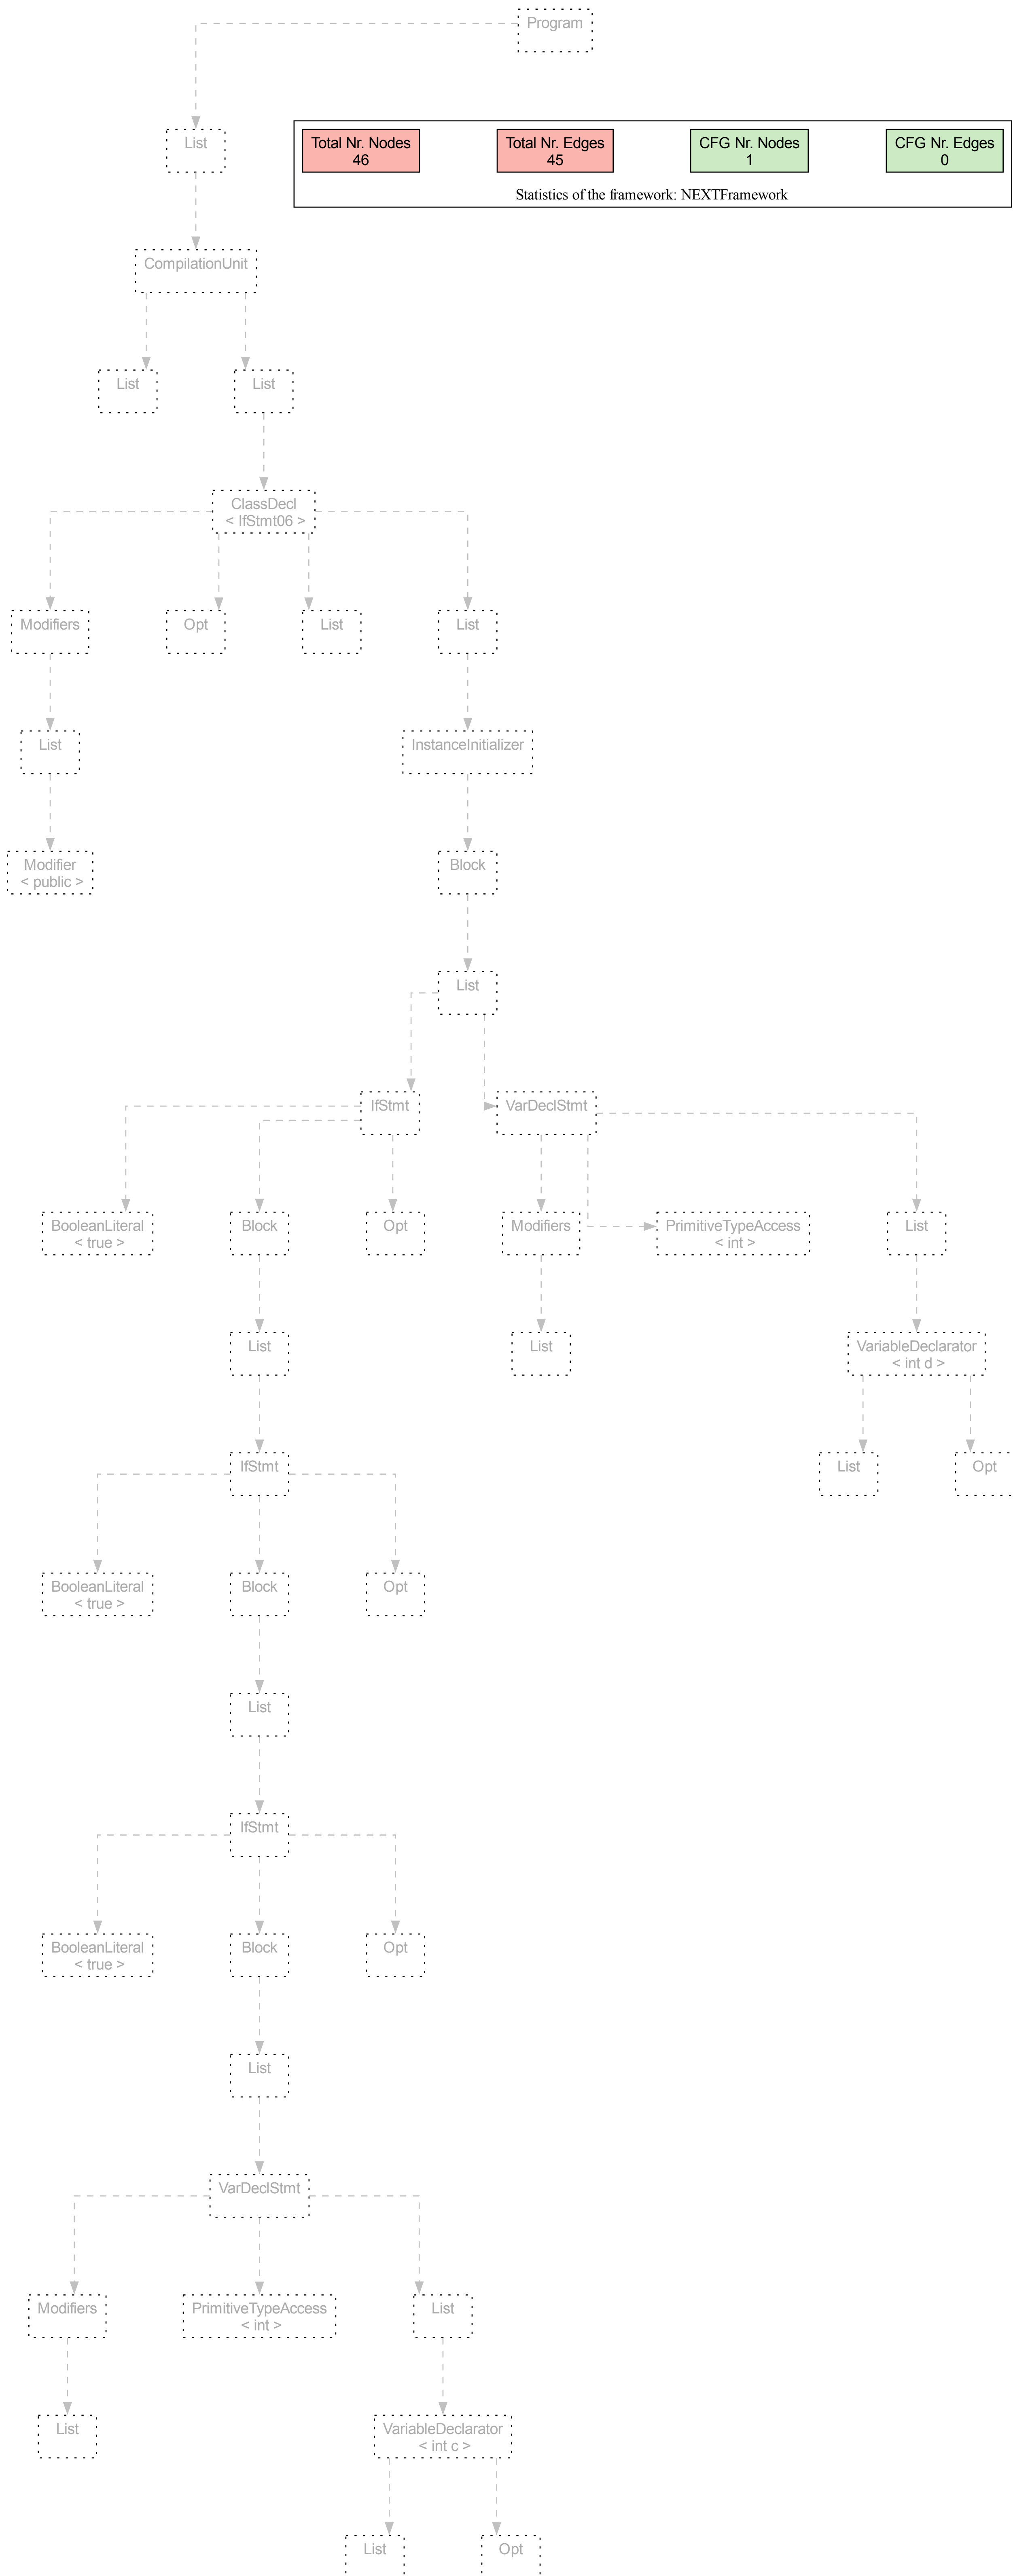 Program
List
Total Nr. Nodes
46
Total Nr. Edges
45
CFG Nr. Nodes
1
CFG Nr. Edges
0
Statistics of the framework: NEXTFramework
CompilationUnit
List
List
ClassDecl
< IfStmt06 >
Modifiers
Opt
List
List
List
InstanceInitializer
Modifier
< public >
Block
List
IfStmt
VarDeclStmt
BooleanLiteral
< true >
Block
Opt
Modifiers
PrimitiveTypeAccess
< int >
List
List
List
VariableDeclarator
< int d >
IfStmt
List
Opt
BooleanLiteral
< true >
Block
Opt
List
IfStmt
BooleanLiteral
< true >
Block
Opt
List
VarDeclStmt
Modifiers
PrimitiveTypeAccess
< int >
List
List
VariableDeclarator
< int c >
List
Opt